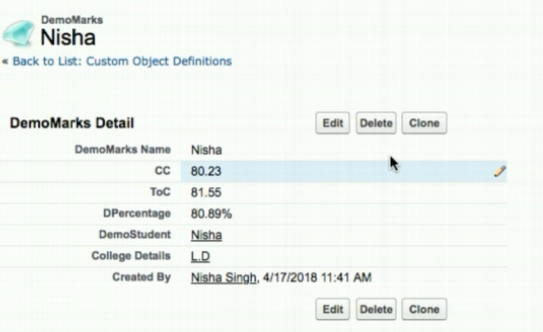 DemoMarks
Nisha
« Back to List: Custom Object Definitions
DemoMarks Detail Edit Delete Clone
DemoMarks Name Nisha
CC 80.23
ToC 81.55
DPercentage 80.89%
DemoStudent Nisha
College Details L.D
Created By Nisha Singh, 4/17/2018 11:41 AM
Edit Delete Clone